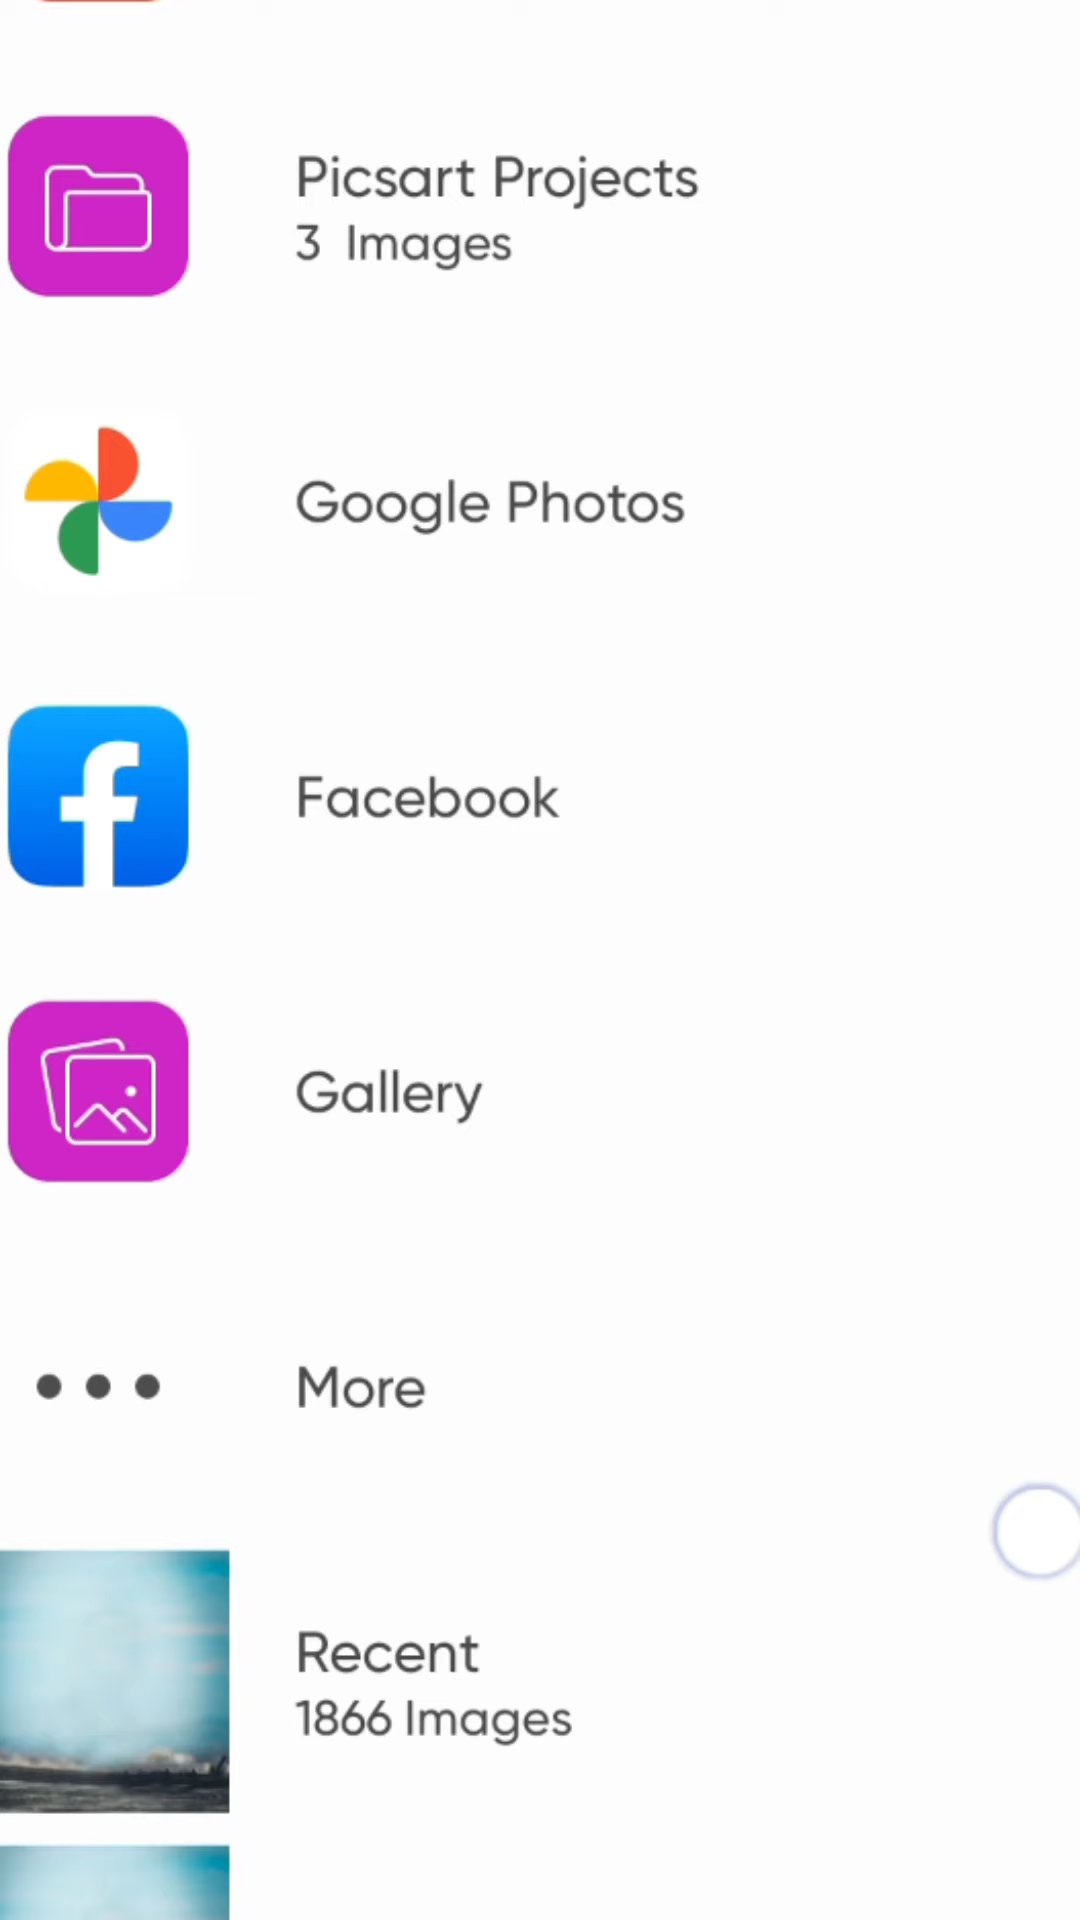 Picsart Projects
3 Images
Google Photos
Facebook
Gallery
More
Recent
1866 Images